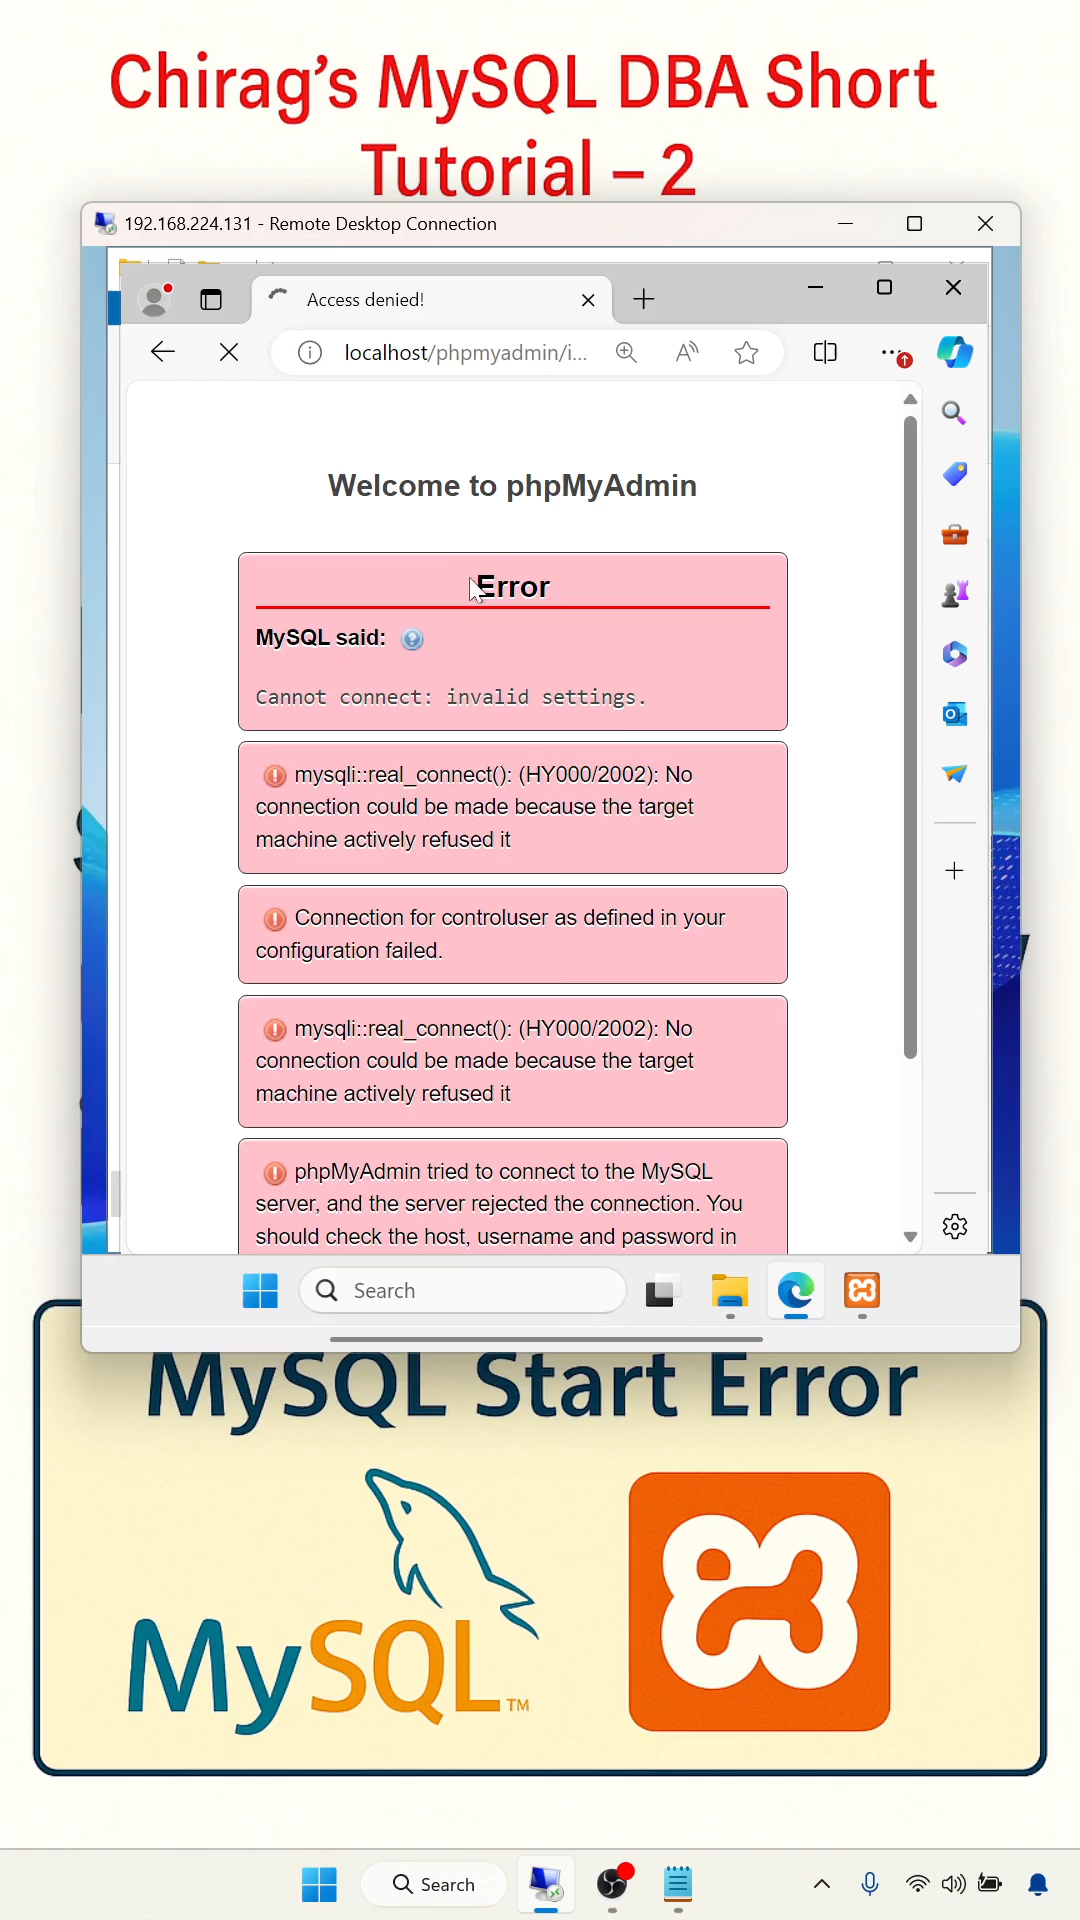 Chirag's MySQL DBA Short
Tutorial – 2
192.168.224.131 - Remote Desktop Connection
Access denied!
localhost/phpmyadmin/i...
Welcome to phpMyAdmin
Error
MySQL said:
Cannot connect: invalid settings.
mysqli::real_connect(): (HY000/2002): No
connection could be made because the target
machine actively refused it
Connection for controluser as defined in your
configuration failed.
mysqli::real_connect(): (HY000/2002): No
connection could be made because the target
machine actively refused it
phpMyAdmin tried to connect to the MySQL
server, and the server rejected the connection. You
should check the host, username and password in
Search
MySQL Start Error
MySQL™
Search